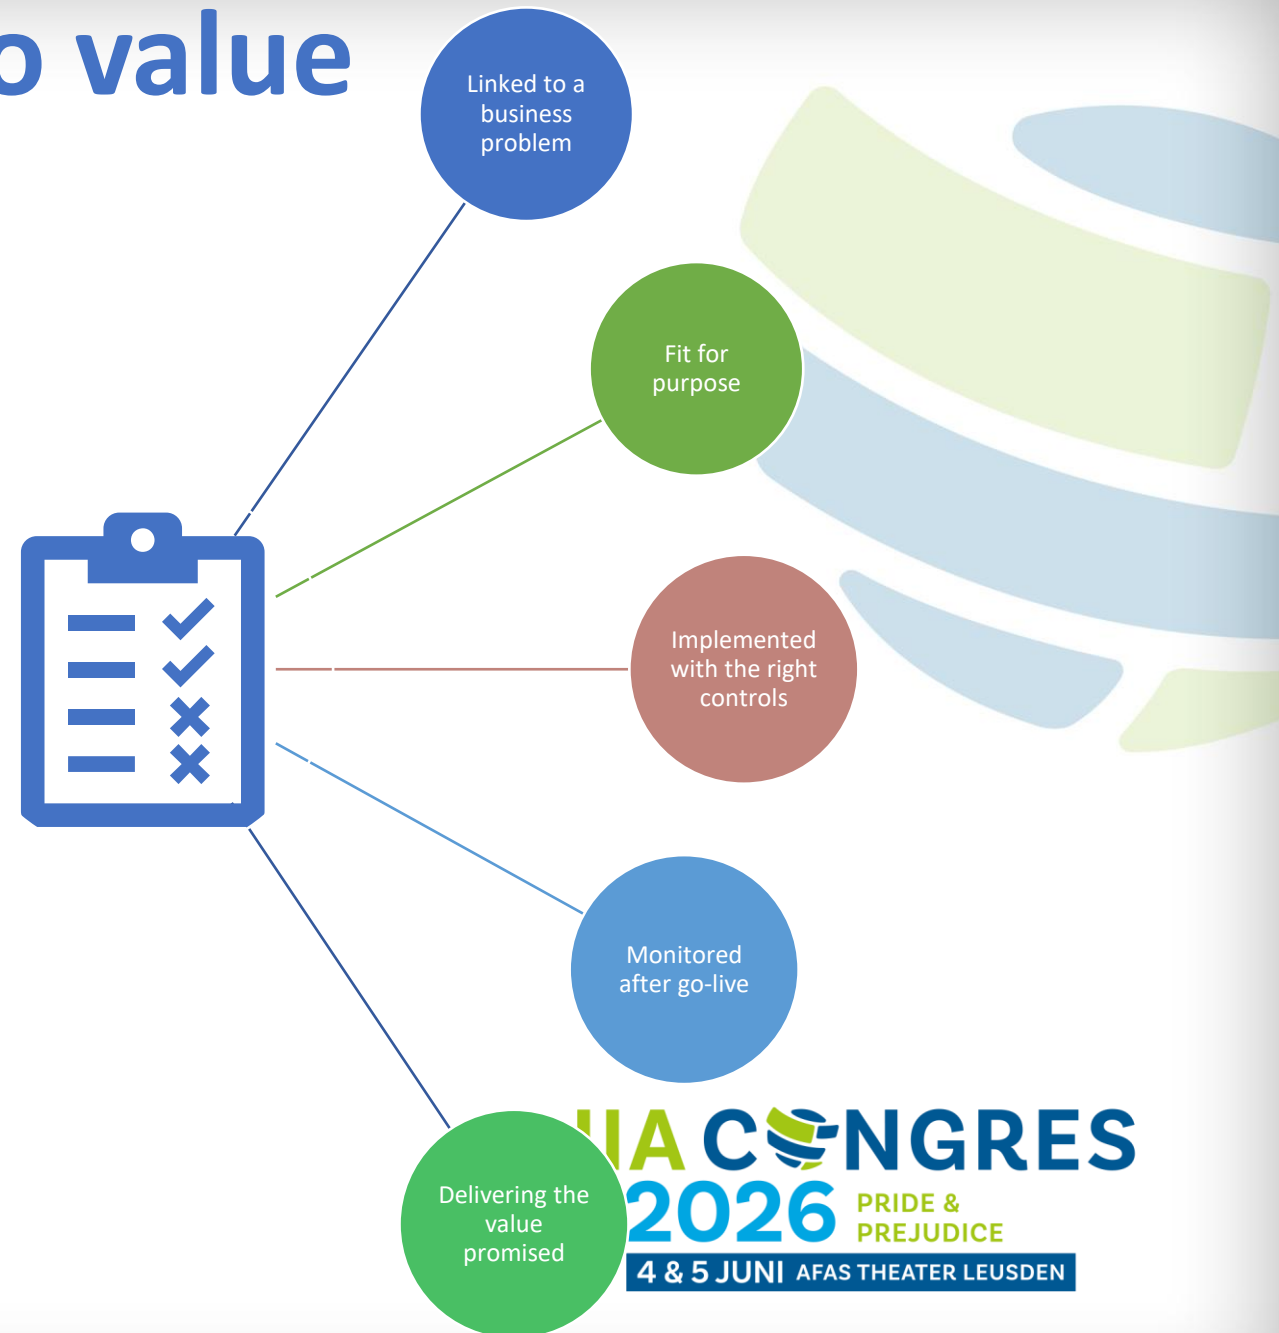 o value
Linked to a
business
problem
Fit for
purpose
Implemented
with the right
controls
Monitored
after go-live
Delivering the
value
promised
IIA CONGRES
2026 PRIDE &
PREJUDICE
4 & 5 JUNI AFAS THEATER LEUSDEN